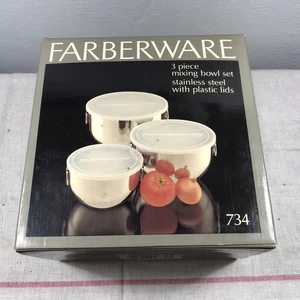 FARBERWARE
3 piece
mixing bowl set
stainless steel
with plastic lids
734